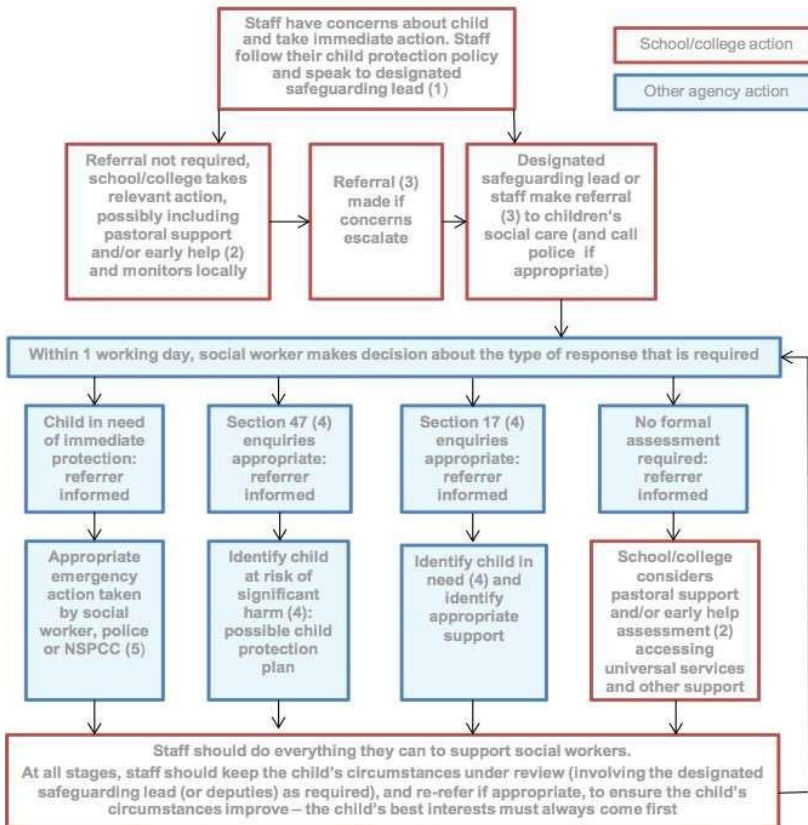 Staff have concerns about child
and take immediate action. Staff
follow their child protection policy
and speak to designated
safeguarding lead (1)
School/college action
Other agency action
Referral not required,
school/college takes
relevant action,
possibly including
pastoral support
and/or early help (2)
and monitors locally
Referral (3)
made if
concerns
escalate
Designated
safeguarding lead or
staff make referral
(3) to children's
social care (and call
police if
appropriate)
Within 1 working day, social worker makes decision about the type of response that is required
Child in need
of immediate
protection:
referrer
informed
Section 47 (4)
enquiries
appropriate:
referrer
informed
Section 17 (4)
enquiries
appropriate:
referrer
informed
No formal
assessment
required:
referrer
informed
Appropriate
emergency
action taken
by social
worker, police
or NSPCC (5)
Identify child
at risk of
significant
harm (4):
possible child
protection
plan
Identify child in
need (4) and
identify
appropriate
support
School/college
considers
pastoral support
and/or early help
assessment (2)
accessing
universal services
and other support
Staff should do everything they can to support social workers.
At all stages, staff should keep the child's circumstances under review (involving the designated
safeguarding lead (or deputies) as required), and re-refer if appropriate, to ensure the child's
circumstances improve – the child's best interests must always come first